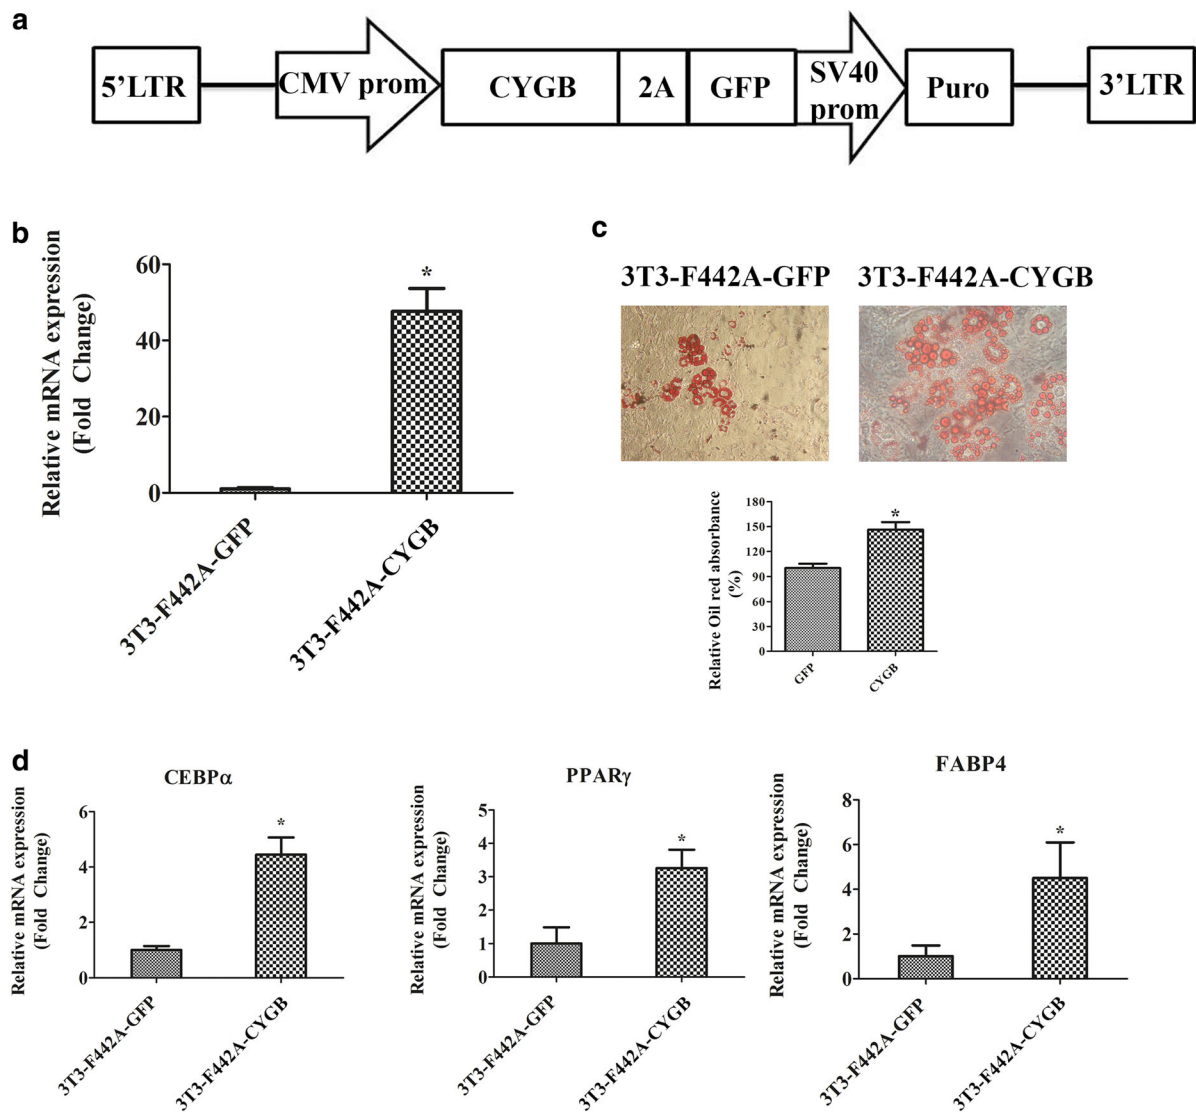 a
5'LTR
CMV prom
CYGB
2A
GFP
SV40
prom
Puro
3'LTR
b
Relative mRNA expression
(Fold Change)
60
40
20
0
*
3T3-F442A-GFP
3T3-F442A-CYGB
c
3T3-F442A-GFP
3T3-F442A-CYGB
Relative Oil red absorbance
(%)
180
150
120
90
60
30
0
*
GFP
CYGB
d
CEBPα
Relative mRNA expression
(Fold Change)
6
4
2
0
*
3T3-F442A-GFP
3T3-F442A-CYGB
PPARγ
Relative mRNA expression
(Fold Change)
5
4
3
2
1
0
*
3T3-F442A-GFP
3T3-F442A-CYGB
FABP4
Relative mRNA expression
(Fold Change)
8
6
4
2
0
*
3T3-F442A-GFP
3T3-F442A-CYGB